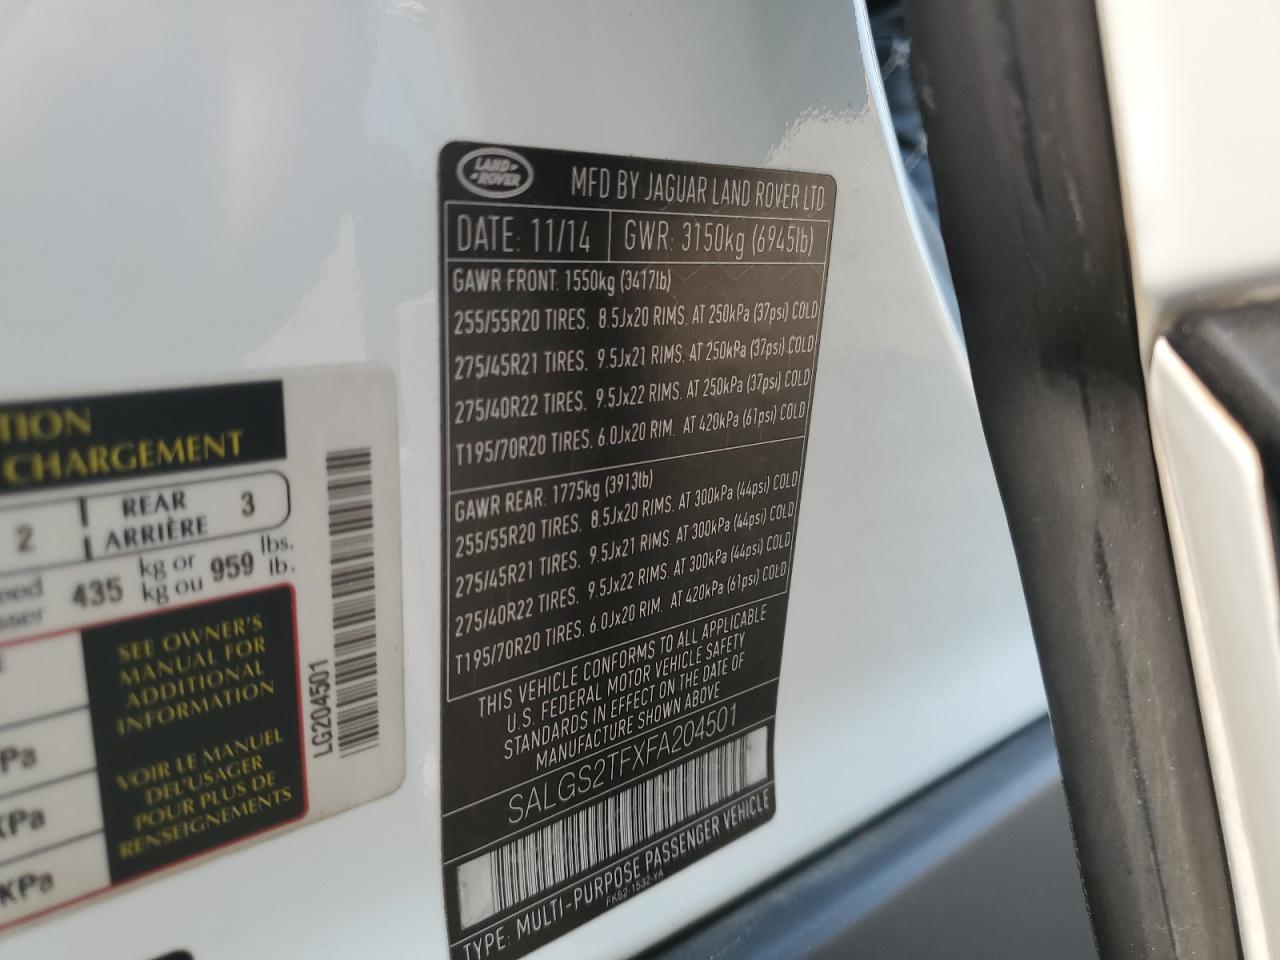 TION
CHARGEMENT
2
REAR
ARRIÈRE
3
435 kg or 959 lbs.
kg ou lb.
SEE OWNER'S
MANUAL FOR
ADDITIONAL
INFORMATION
VOIR LE MANUEL
DE L'USAGER
POUR PLUS DE
RENSEIGNEMENTS
KPa
KPa
LG204501
LAND
ROVER
MFD BY JAGUAR LAND ROVER LTD
DATE: 11/14
GWR: 3150kg (6945lb)
GAWR FRONT: 1550kg (3417lb)
255/55R20 TIRES, 8.5Jx20 RIMS. AT 250kPa (37psi) COLD
275/45R21 TIRES, 9.5Jx21 RIMS. AT 250kPa (37psi) COLD
275/40R22 TIRES, 9.5Jx22 RIMS. AT 250kPa (37psi) COLD
T195/70R20 TIRES, 6.0Jx20 RIM. AT 420kPa (61psi) COLD
GAWR REAR: 1775kg (3913lb)
255/55R20 TIRES, 8.5Jx20 RIMS. AT 300kPa (44psi) COLD
275/45R21 TIRES, 9.5Jx21 RIMS. AT 300kPa (44psi) COLD
275/40R22 TIRES, 9.5Jx22 RIMS. AT 300kPa (44psi) COLD
T195/70R20 TIRES, 6.0Jx20 RIM. AT 420kPa (61psi) COLD
THIS VEHICLE CONFORMS TO ALL APPLICABLE
U.S. FEDERAL MOTOR VEHICLE SAFETY
STANDARDS IN EFFECT ON THE DATE OF
MANUFACTURE SHOWN ABOVE
SALGS2TFXFA204501
TYPE: MULTI-PURPOSE PASSENGER VEHICLE
FK52-1532-YA